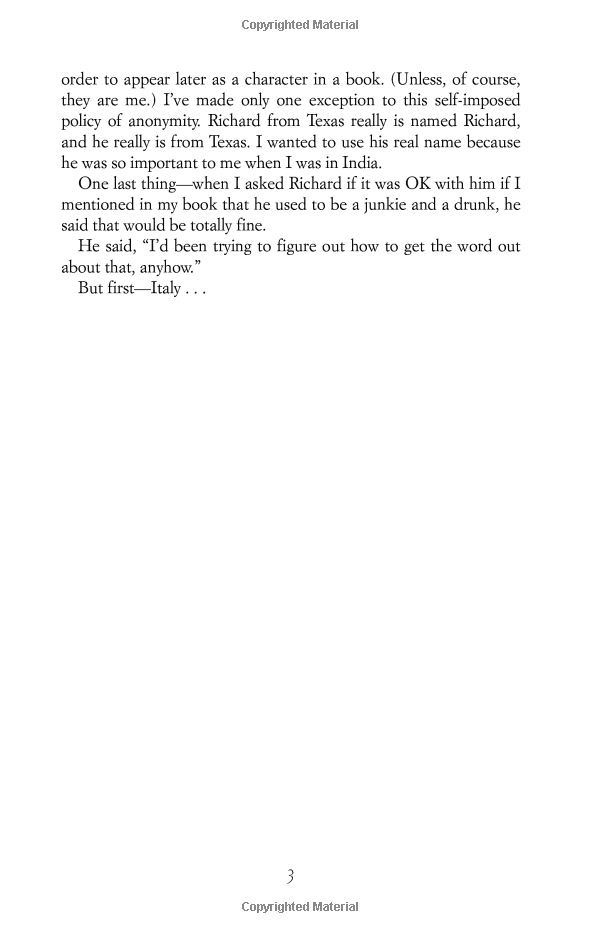 Copyrighted Material
order to appear later as a character in a book. (Unless, of course,
they are me.) I’ve made only one exception to this self-imposed
policy of anonymity. Richard from Texas really is named Richard,
and he really is from Texas. I wanted to use his real name because
he was so important to me when I was in India.
One last thing—when I asked Richard if it was OK with him if I
mentioned in my book that he used to be a junkie and a drunk, he
said that would be totally fine.
He said, “I’d been trying to figure out how to get the word out
about that, anyhow.”
But first—Italy . . .
3
Copyrighted Material